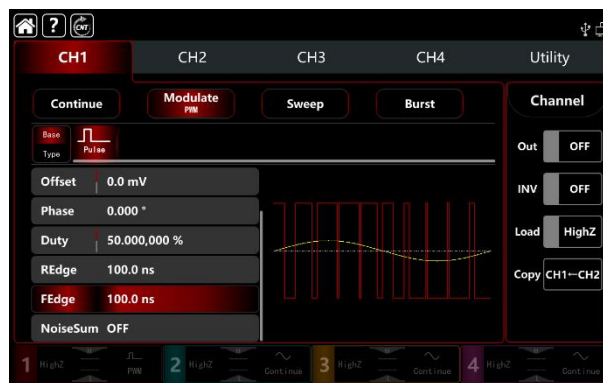 ? CNT
CH1 CH2 CH3 CH4 Utility
Continue Modulate Sweep Burst Channel
PWM
Base
Type Pulse
Out OFF
Offset 0.0 mV
INV OFF
Phase 0.000 °
Load HighZ
Duty 50.000,000 %
REdge 100.0 ns
Copy CH1←CH2
FEdge 100.0 ns
NoiseSum OFF
1 HighZ PWM 2 HighZ Continue 3 HighZ Continue 4 HighZ Continue